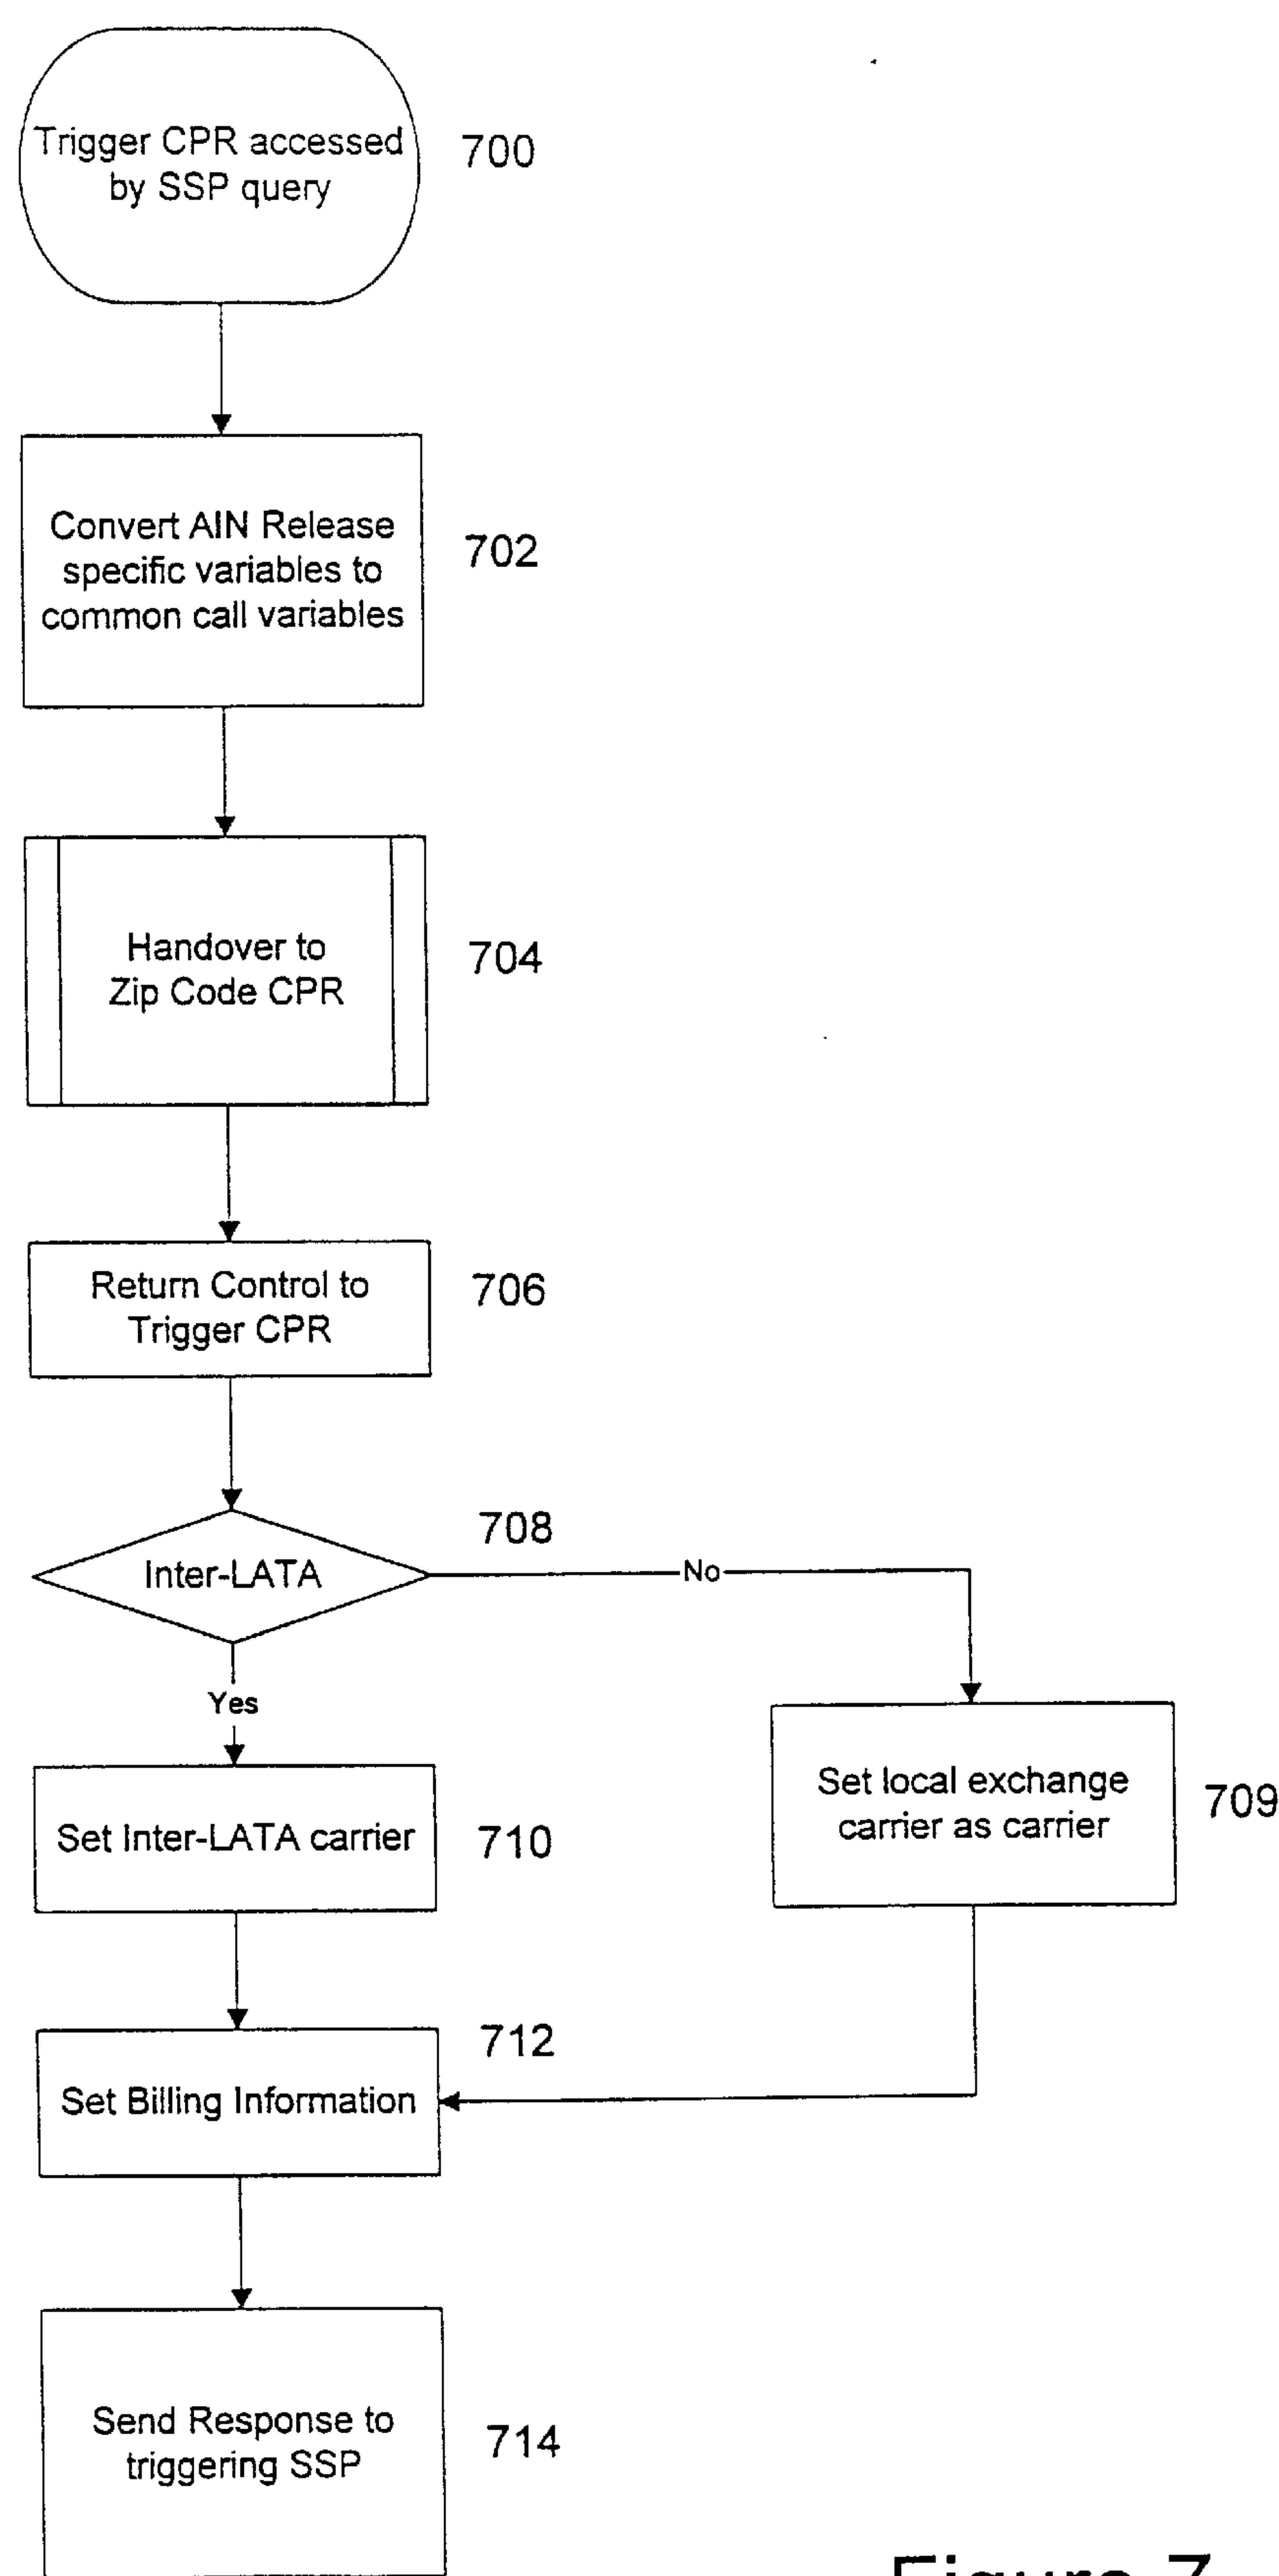 Trigger CPR accessed
by SSP query
700
Convert AIN Release
specific variables to
common call variables
702
Handover to
Zip Code CPR
704
Return Control to
Trigger CPR
706
708
Inter-LATA
No
Yes
Set local exchange
carrier as carrier
709
Set Inter-LATA carrier
710
712
Set Billing Information
Send Response to
triggering SSP
714
Figure 7